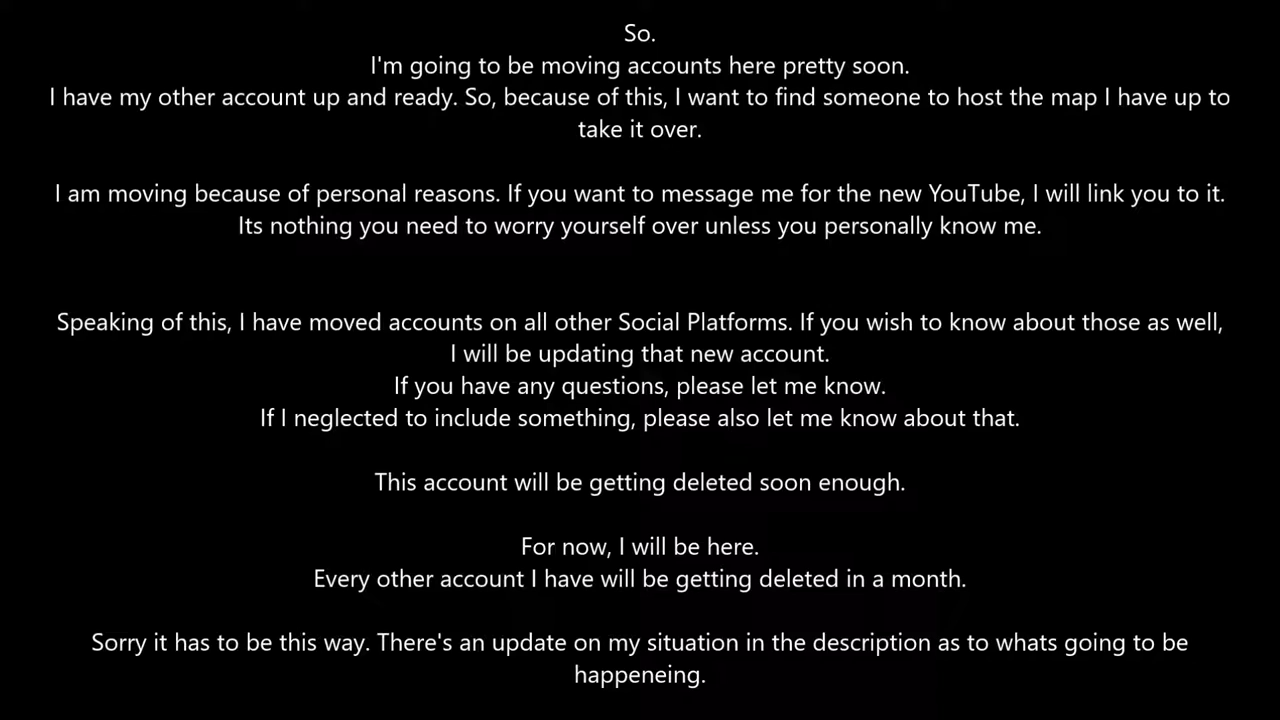 So.
I'm going to be moving accounts here pretty soon.
I have my other account up and ready. So, because of this, I want to find someone to host the map I have up to
take it over.
I am moving because of personal reasons. If you want to message me for the new YouTube, I will link you to it.
Its nothing you need to worry yourself over unless you personally know me.
Speaking of this, I have moved accounts on all other Social Platforms. If you wish to know about those as well,
I will be updating that new account.
If you have any questions, please let me know.
If I neglected to include something, please also let me know about that.
This account will be getting deleted soon enough.
For now, I will be here.
Every other account I have will be getting deleted in a month.
Sorry it has to be this way. There's an update on my situation in the description as to whats going to be
happeneing.